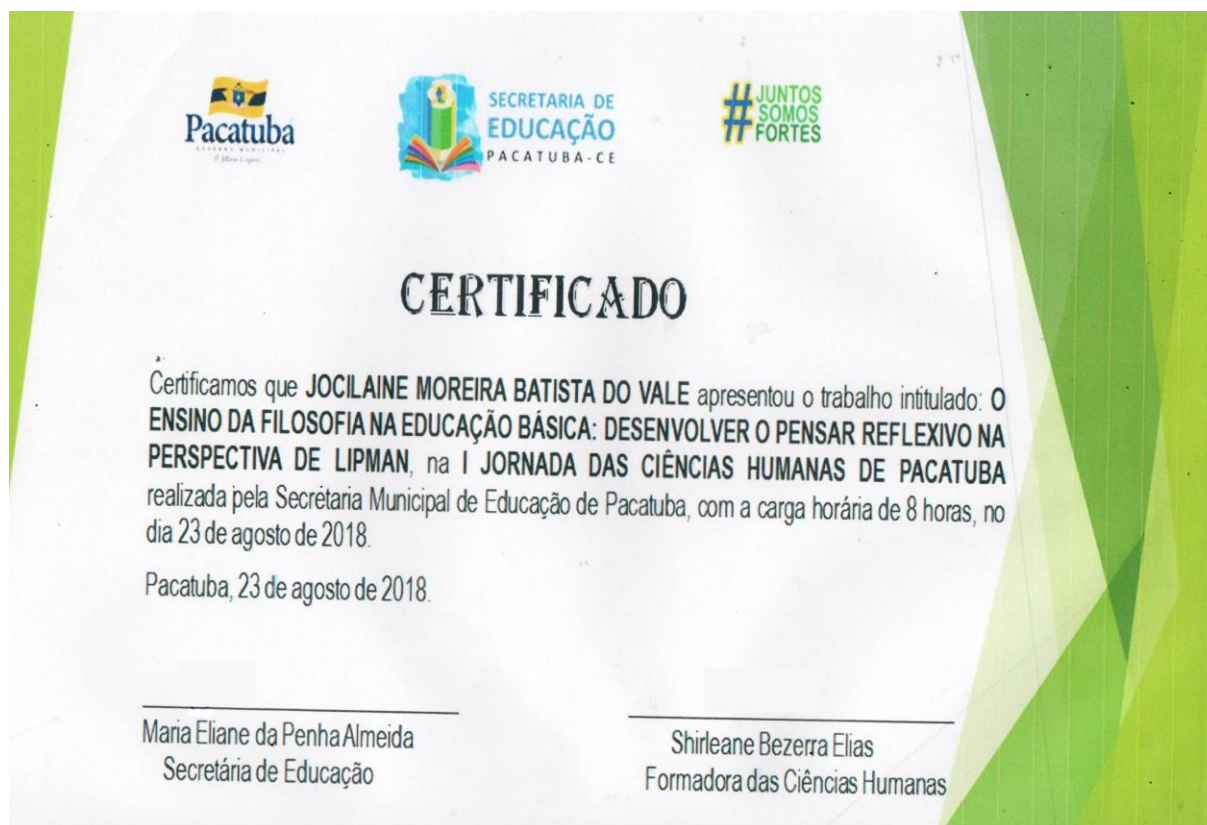 Pacatuba
GOVERNO MUNICIPAL
SECRETARIA DE
EDUCAÇÃO
PACATUBA-CE
#JUNTOS
SOMOS
FORTES
CERTIFICADO
Certificamos que JOCILAINE MOREIRA BATISTA DO VALE apresentou o trabalho intitulado: O
ENSINO DA FILOSOFIA NA EDUCAÇÃO BÁSICA: DESENVOLVER O PENSAR REFLEXIVO NA
PERSPECTIVA DE LIPMAN, na I JORNADA DAS CIÊNCIAS HUMANAS DE PACATUBA
realizada pela Secretaria Municipal de Educação de Pacatuba, com a carga horária de 8 horas, no
dia 23 de agosto de 2018.
Pacatuba, 23 de agosto de 2018.
Maria Eliane da Penha Almeida
Secretária de Educação
Shirleane Bezerra Elias
Formadora das Ciências Humanas